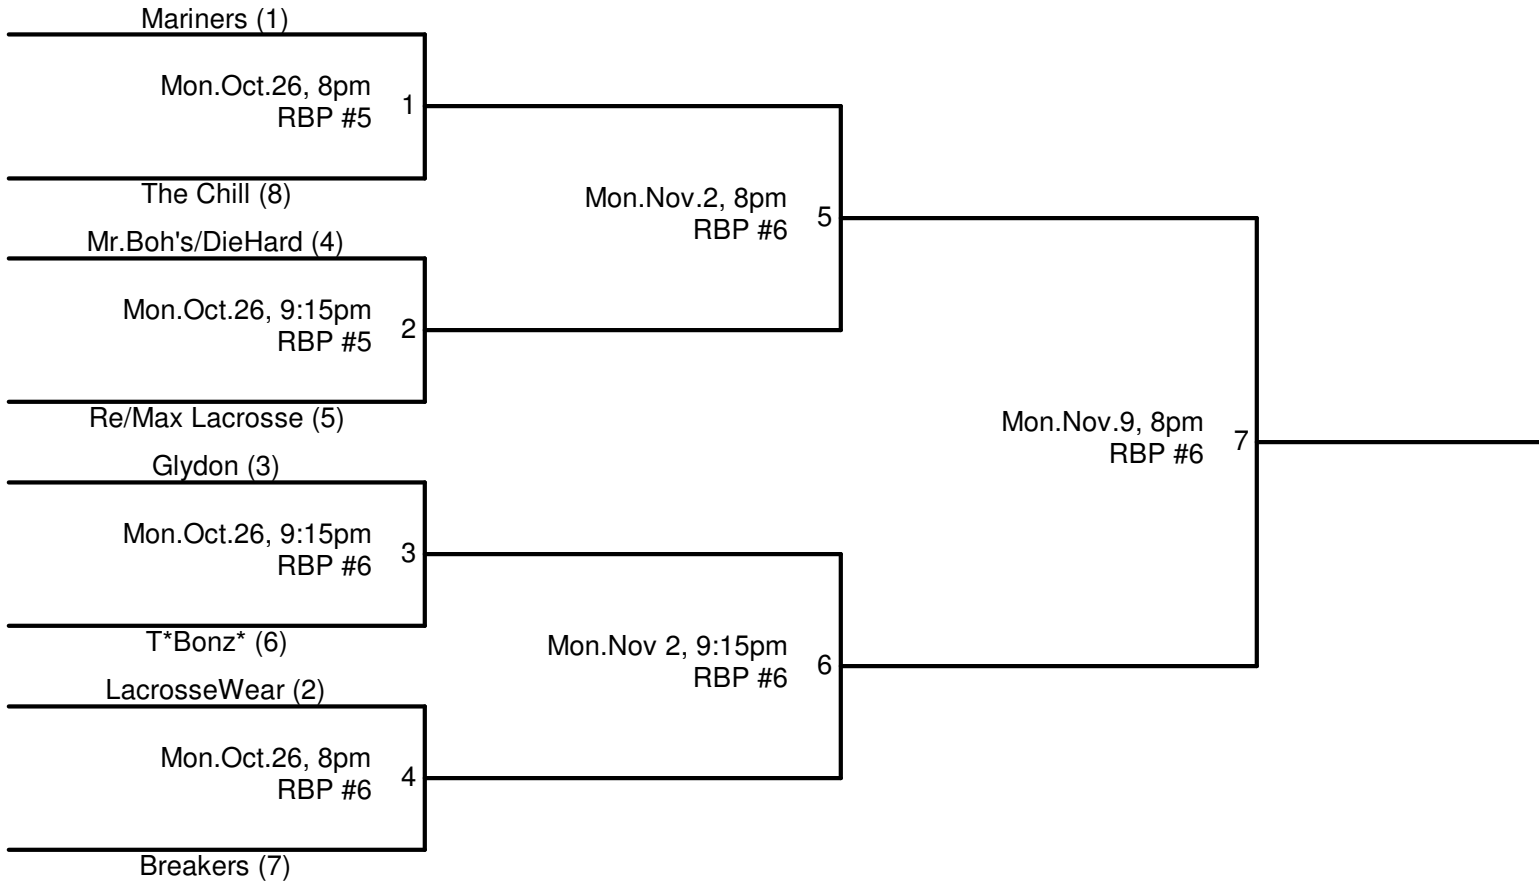 Mariners (1)
Mon.Oct.26, 8pm
RBP #5
1
The Chill (8)
Mr.Boh's/DieHard (4)
Mon.Oct.26, 9:15pm
RBP #5
2
Re/Max Lacrosse (5)
Glydon (3)
Mon.Oct.26, 9:15pm
RBP #6
3
T*Bonz* (6)
LacrosseWear (2)
Mon.Oct.26, 8pm
RBP #6
4
Breakers (7)
Mon.Nov.2, 8pm
RBP #6
5
Mon.Nov 2, 9:15pm
RBP #6
6
Mon.Nov.9, 8pm
RBP #6
7